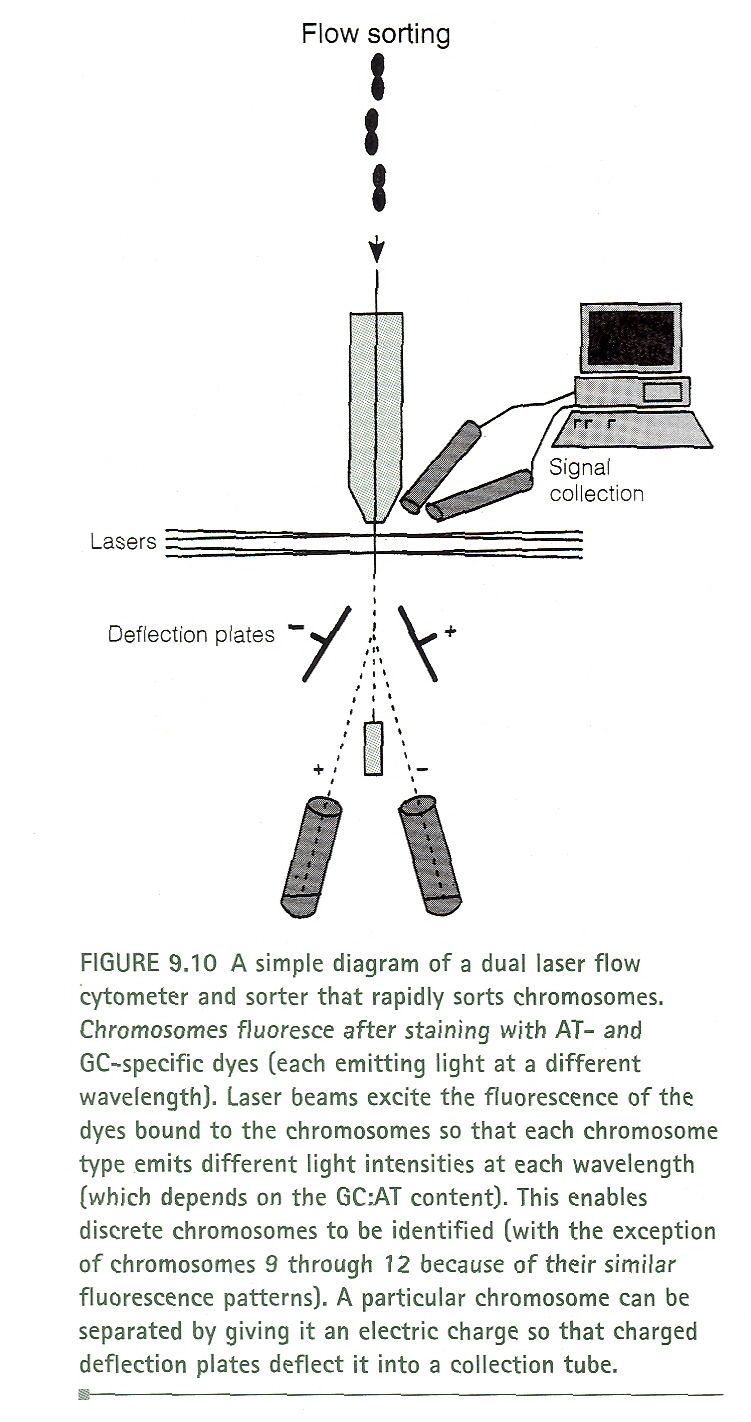 Flow sorting
Signal
collection
Lasers
Deflection plates
−
+
+
−
FIGURE 9.10 A simple diagram of a dual laser flow
cytometer and sorter that rapidly sorts chromosomes.
Chromosomes fluoresce after staining with AT- and
GC-specific dyes (each emitting light at a different
wavelength). Laser beams excite the fluorescence of the
dyes bound to the chromosomes so that each chromosome
type emits different light intensities at each wavelength
(which depends on the GC:AT content). This enables
discrete chromosomes to be identified (with the exception
of chromosomes 9 through 12 because of their similar
fluorescence patterns). A particular chromosome can be
separated by giving it an electric charge so that charged
deflection plates deflect it into a collection tube.